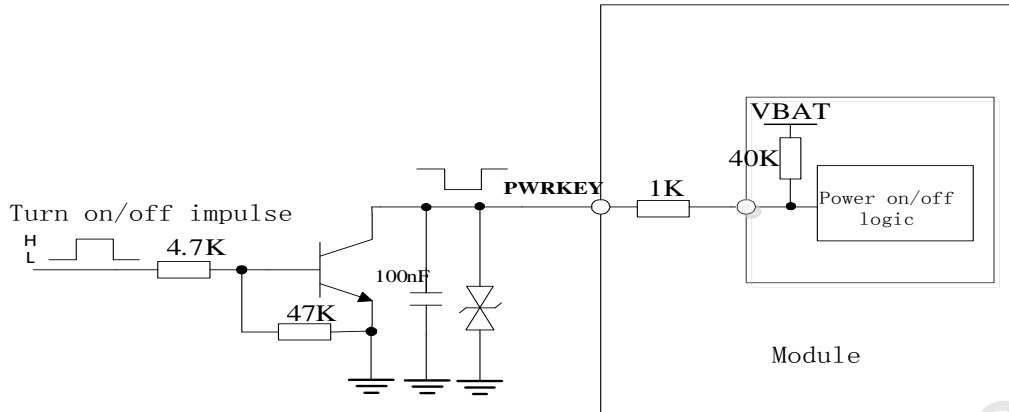 VBAT
40K
PWRKEY
1K
Power on/off
logic
Turn on/off impulse
H
L
4.7K
100nF
47K
Module